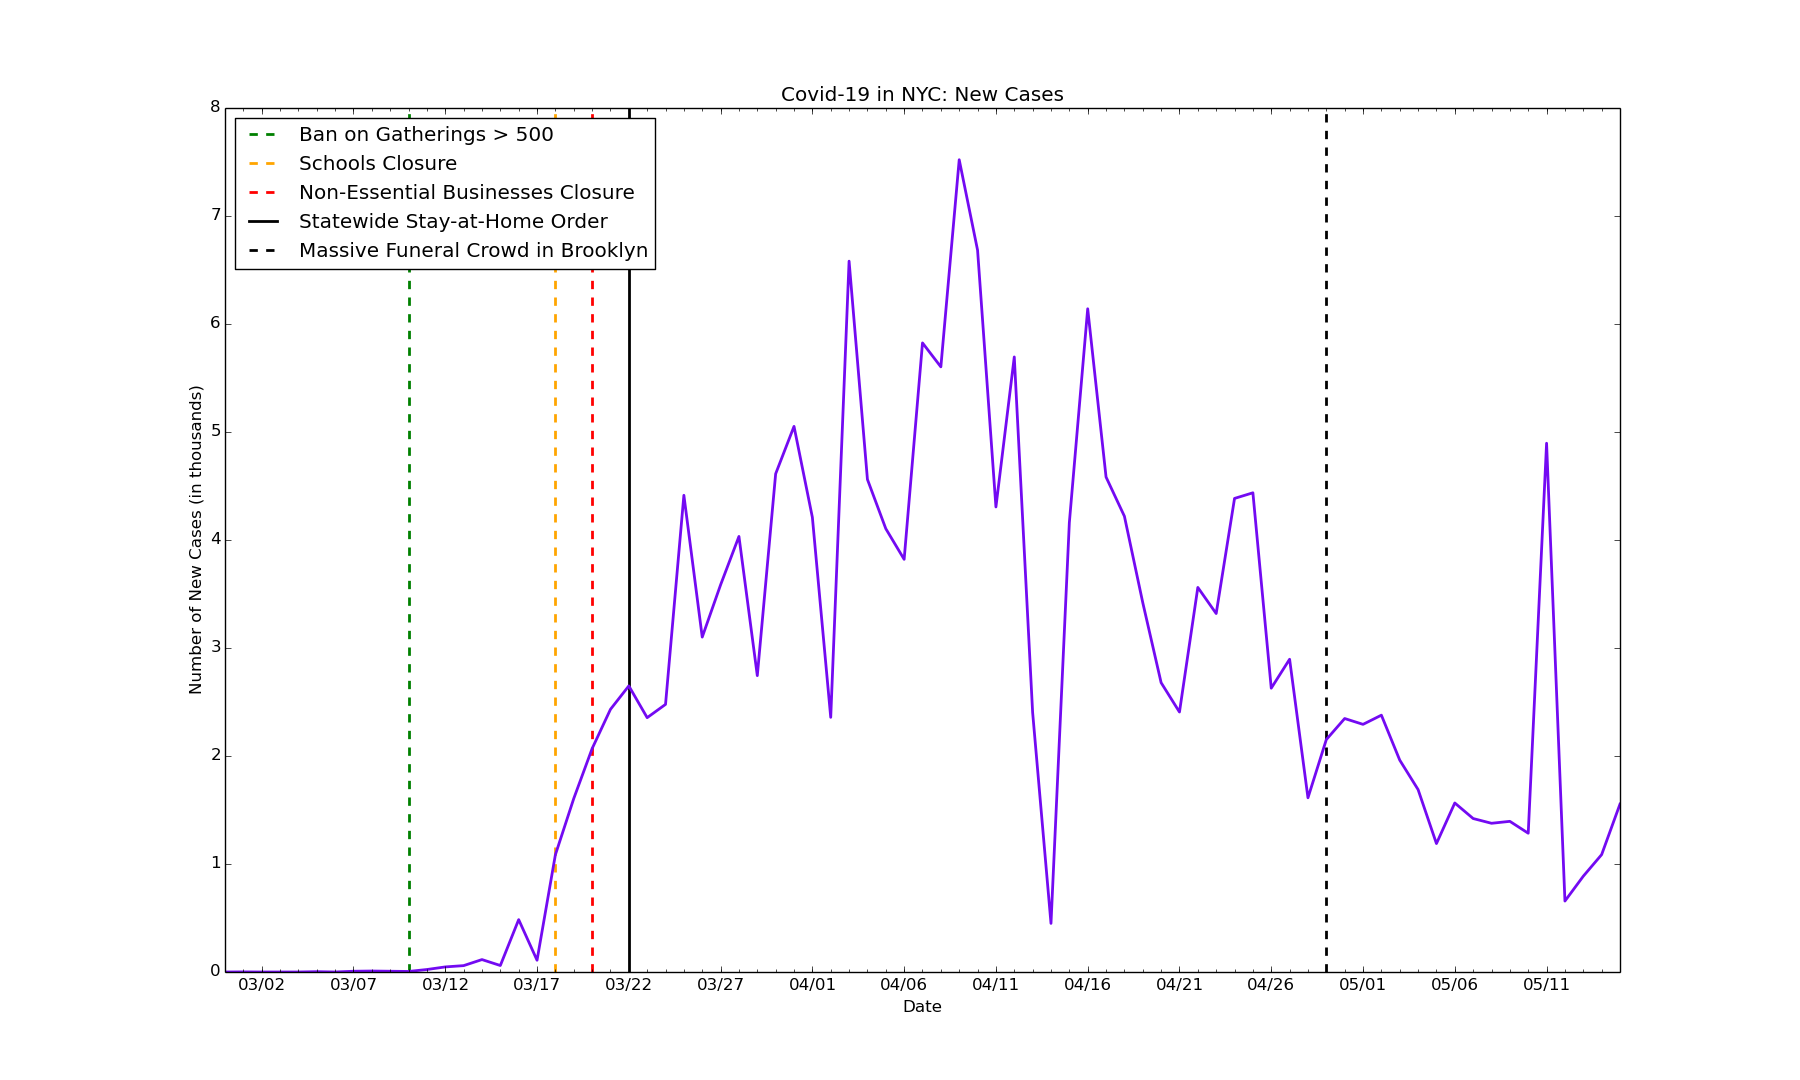 Covid-19 in NYC: New Cases
Ban on Gatherings > 500
Schools Closure
Non-Essential Businesses Closure
Statewide Stay-at-Home Order
Massive Funeral Crowd in Brooklyn
Number of New Cases (in thousands)
8
7
6
5
4
3
2
1
0
03/02 03/07 03/12 03/17 03/22 03/27 04/01 04/06 04/11 04/16 04/21 04/26 05/01 05/06 05/11
Date